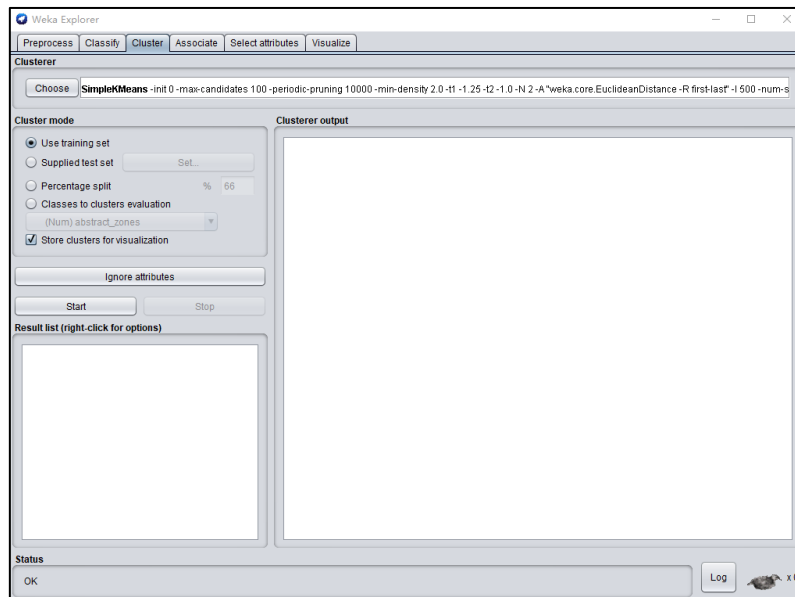 Weka Explorer
Preprocess Classify Cluster Associate Select attributes Visualize
Clusterer
Choose SimpleKMeans -init 0 -max-candidates 100 -periodic-pruning 10000 -min-density 2.0 -t1 -1.25 -t2 -1.0 -N 2 -A "weka.core.EuclideanDistance -R first-last" -I 500 -num-s
Cluster mode
Use training set
Supplied test set Set...
Percentage split % 66
Classes to clusters evaluation
(Num) abstract_zones
Store clusters for visualization
Ignore attributes
Start Stop
Result list (right-click for options)
Clusterer output
Status
OK
Log
x 0